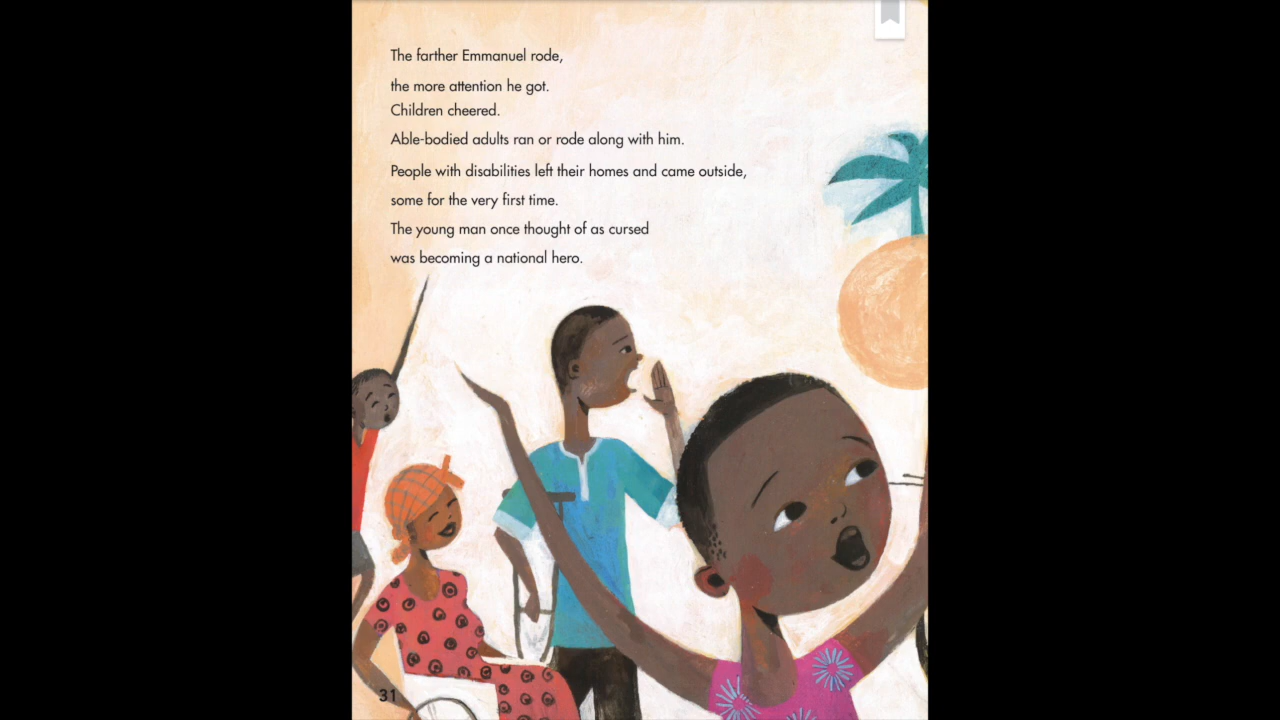 The farther Emmanuel rode,
the more attention he got.
Children cheered.
Able-bodied adults ran or rode along with him.
People with disabilities left their homes and came outside,
some for the very first time.
The young man once thought of as cursed
was becoming a national hero.
31